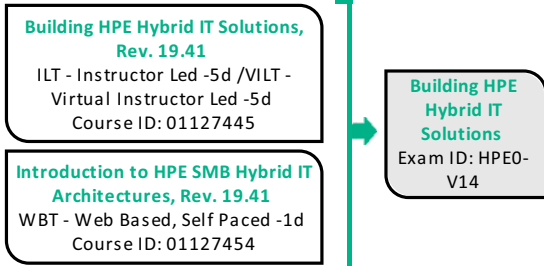 Building HPE Hybrid IT Solutions,
Rev. 19.41
ILT - Instructor Led -5d /VILT -
Virtual Instructor Led -5d
Course ID: 01127445
Introduction to HPE SMB Hybrid IT
Architectures, Rev. 19.41
WBT - Web Based, Self Paced -1d
Course ID: 01127454
Building HPE
Hybrid IT
Solutions
Exam ID: HPE0-
V14